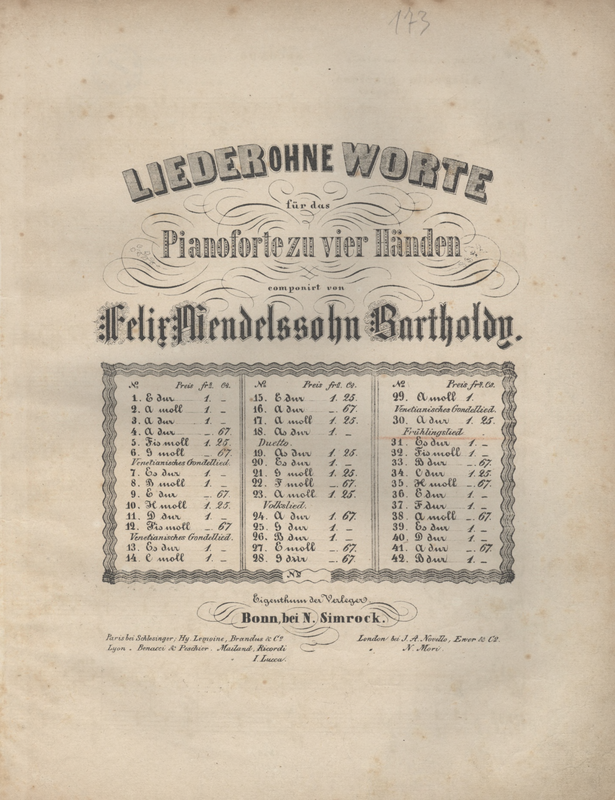 173
LIEDER OHNE WORTE
für das
Pianoforte zu vier Händen
componirt von
Felix Mendelssohn Bartholdy.
Nº Preis frs. Cs.
1. E dur 1. _
2. A moll 1. _
3. A dur 1. _
4. A dur _ 67.
5. Fis moll 1. 25.
6. G moll _ 67.
Venetianisches Gondellied.
7. Es dur 1. _
8. B moll 1. _
9. E dur _ 67.
10. H moll 1. 25.
11. D dur 1. _
12. Fis moll _ 67
Venetianisches Gondellied.
13. Es dur 1. _
14. C moll 1. _
Nº Preis frs. Cs.
15. E dur 1. 25.
16. A dur _ 67.
17. A moll 1. 25.
18. As dur 1. _
Duetto.
19. As dur 1. 25.
20. Es dur 1. _
21. G moll 1. 25.
22. F moll _ 67.
23. A moll 1. 25.
Volkslied.
24. A dur 1. 67.
25. G dur 1. _
26. B dur 1. _
27. E moll _ 67.
28. G dur _ 67.
Nº Preis frs. Cs.
29. A moll 1.
Venetianisches Gondellied.
30. A dur 1. 25.
Frühlingslied
31. Es dur 1. _
32. Fis moll 1. _
33. B dur _ 67.
34. C dur 1. 25.
35. H moll _ 67.
36. E dur 1. _
37. F dur 1. _
38. A moll _ 67.
39. Es dur 1. _
40. D dur 1. _
41. A dur _ 67.
42. B dur 1. _
Nº
Eigenthum der Verleger.
Bonn, bei N. Simrock.
Paris bei Schlesinger, Hy. Lemoine, Brandus & Cº
Lyon - Benacci & Peschier. Mailand, Ricordi
" I. Lucca.
London bei J. A. Novello, Ewer & Cº
" N. Mori.